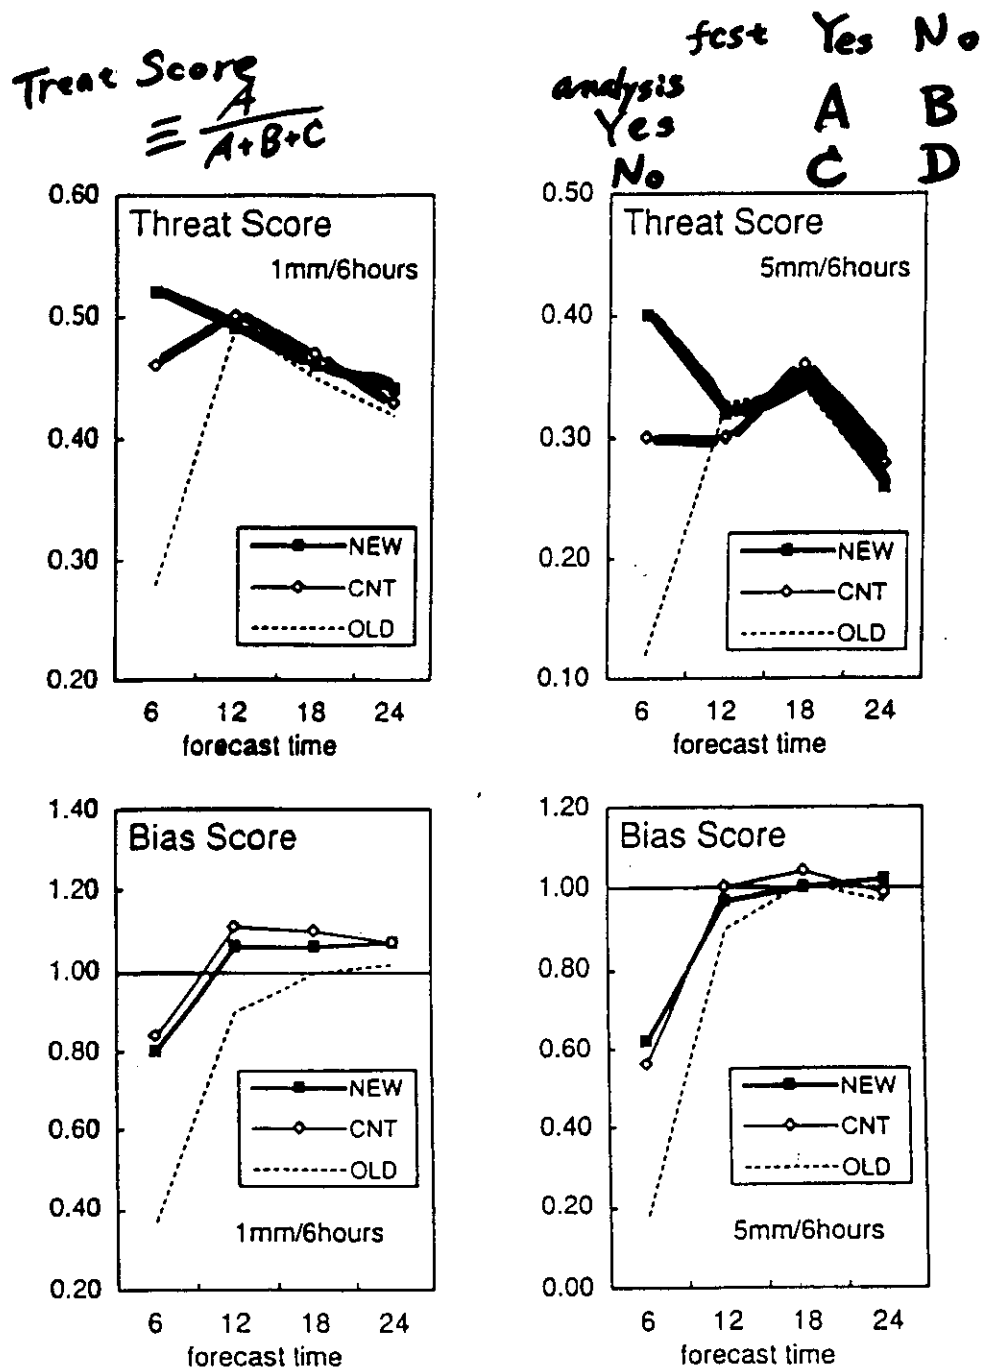 Treat Score
≡ A
A+B+C
fcst Yes No
analysis
Yes A B
No C D
Threat Score
1mm/6hours
0.60
0.50
0.40
0.30
0.20
NEW
CNT
OLD
6 12 18 24
forecast time
Threat Score
5mm/6hours
0.50
0.40
0.30
0.20
0.10
NEW
CNT
OLD
6 12 18 24
forecast time
Bias Score
1.40
1.20
1.00
0.80
0.60
0.40
0.20
NEW
CNT
OLD
1mm/6hours
6 12 18 24
forecast time
Bias Score
1.20
1.00
0.80
0.60
0.40
0.20
0.00
NEW
CNT
OLD
5mm/6hours
6 12 18 24
forecast time